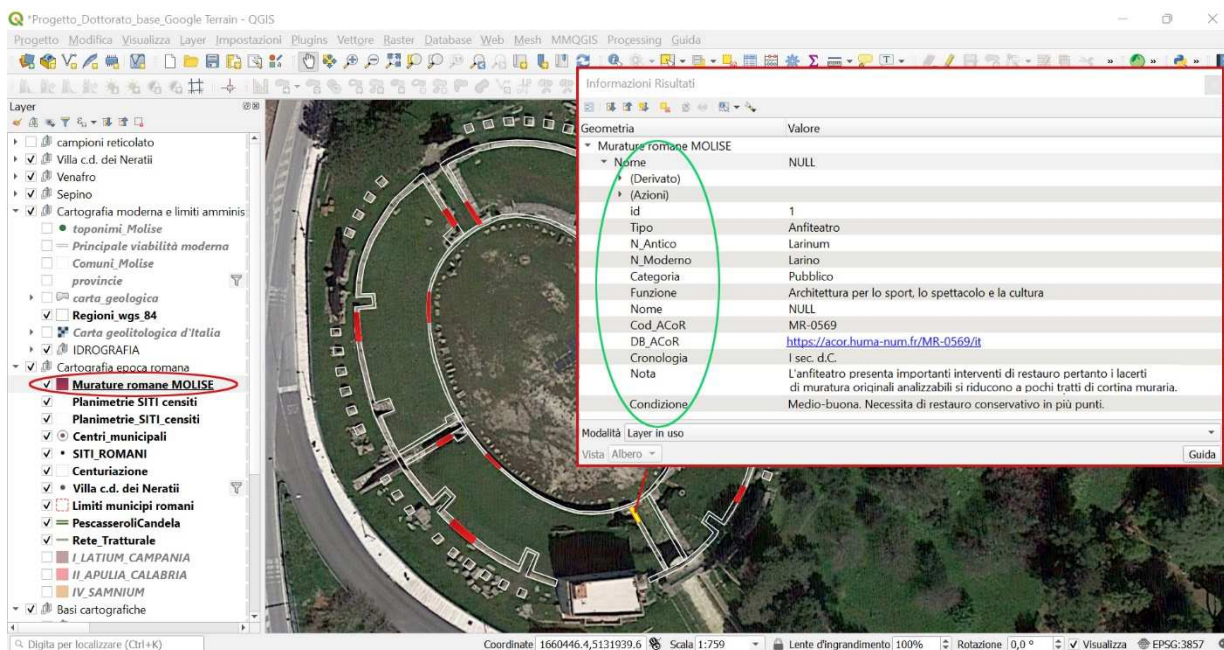 *Progetto_Dottorato_base_Google Terrain - QGIS
Progetto Modifica Visualizza Layer Impostazioni Plugins Vettore Raster Database Web Mesh MMQGIS Processing Guida
Layer
campioni reticolato
Villa c.d. dei Neratii
Venafro
Sepino
Cartografia moderna e limiti amminis
toponimi_Molise
Principale viabilità moderna
Comuni_Molise
provincie
carta_geologica
Regioni_wgs_84
Carta geolitologica d'Italia
IDROGRAFIA
Cartografia epoca romana
Murature romane MOLISE
Planimetrie SITI censiti
Planimetrie_SITI_censiti
Centri_municipali
SITI_ROMANI
Centuriazione
Villa c.d. dei Neratii
Limiti municipi romani
PescasseroliCandela
Rete_Tratturale
I_LATIUM_CAMPANIA
II_APULIA_CALABRIA
IV_SAMNIUM
Basi cartografiche
Informazioni Risultati
Geometria Valore
Murature romane MOLISE
Nome NULL
(Derivato)
(Azioni)
id 1
Tipo Anfiteatro
N_Antico Larinum
N_Moderno Larino
Categoria Pubblico
Funzione Architettura per lo sport, lo spettacolo e la cultura
Nome NULL
Cod_ACoR MR-0569
DB_ACoR https://acor.huma-num.fr/MR-0569/it
Cronologia I sec. d.C.
Nota L'anfiteatro presenta importanti interventi di restauro pertanto i lacerti
di muratura originali analizzabili si riducono a pochi tratti di cortina muraria.
Condizione Medio-buona. Necessita di restauro conservativo in più punti.
Modalità Layer in uso
Vista Albero Guida
Digita per localizzare (Ctrl+K) Coordinate 1660446.4,5131939.6 Scala 1:759 Lente d'ingrandimento 100% Rotazione 0,0 ° Visualizza EPSG:3857